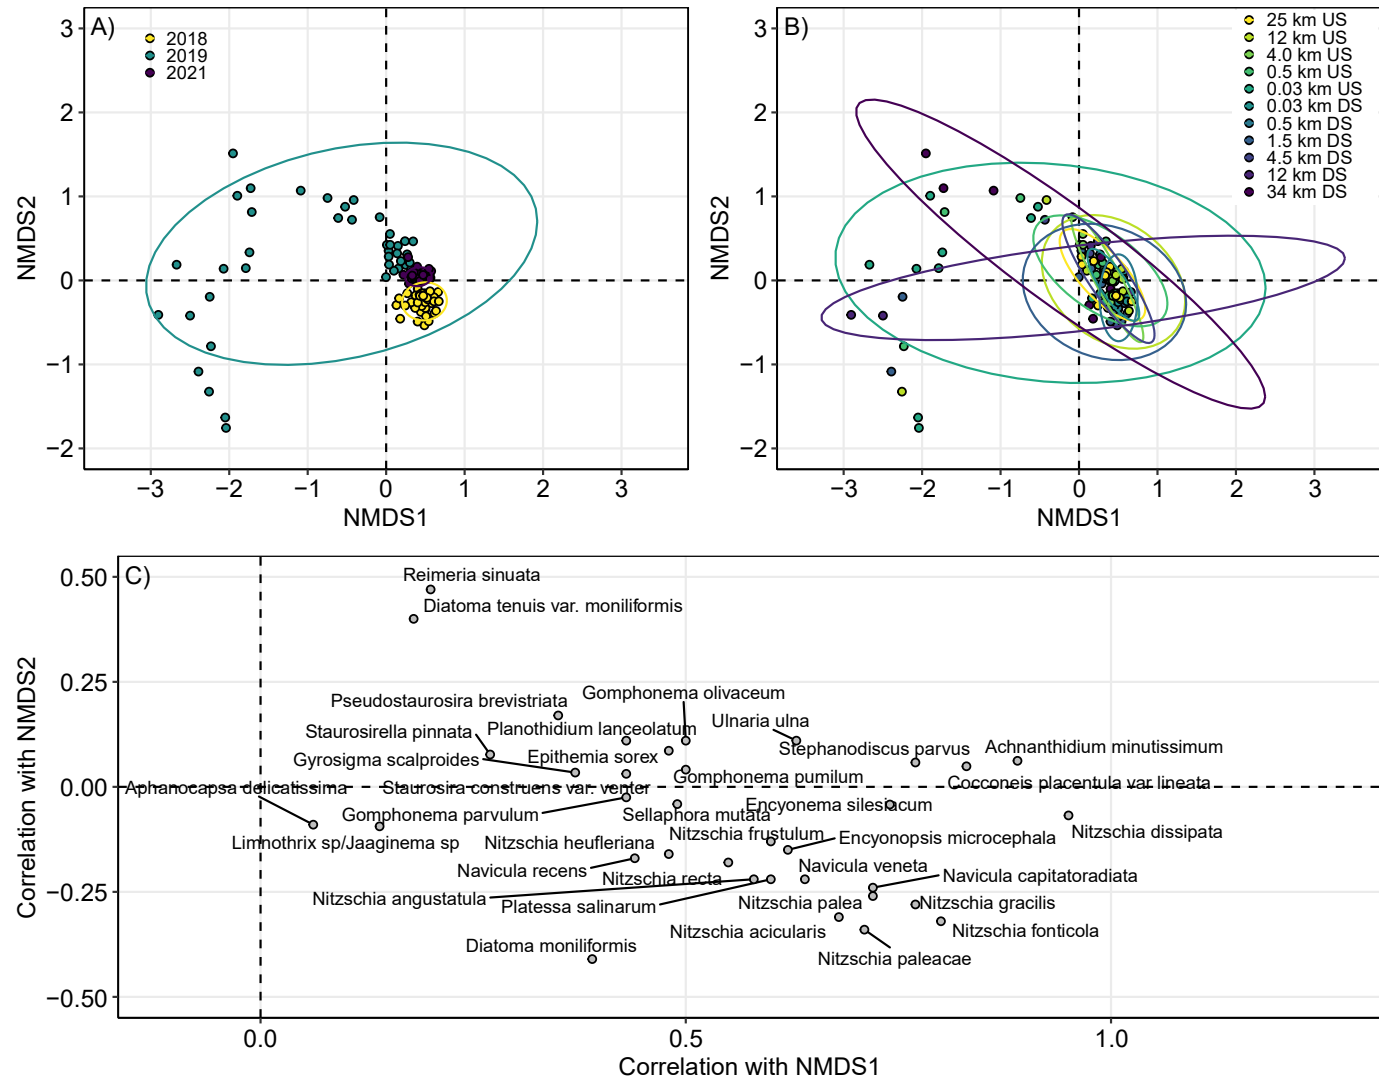 A)
2018
2019
2021
3
2
1
0
−1
−2
NMDS2
−3
−2
−1
0
1
2
3
NMDS1
B)
25 km US
12 km US
4.0 km US
0.5 km US
0.03 km US
0.03 km DS
0.5 km DS
1.5 km DS
4.5 km DS
12 km DS
34 km DS
3
2
1
0
−1
−2
NMDS2
−3
−2
−1
0
1
2
3
NMDS1
C)
0.50
0.25
0.00
−0.25
−0.50
Correlation with NMDS2
Reimeria sinuata
Diatoma tenuis var. moniliformis
Gomphonema olivaceum
Pseudostaurosira brevistriata
Ulnaria ulna
Planothidium lanceolatum
Staurosirella pinnata
Stephanodiscus parvus
Achnanthidium minutissimum
Epithemia sorex
Gyrosigma scalproides
Gomphonema pumilum
Cocconeis placentula var. lineata
Aphanocapsa delicatissima
Staurosira construens var. venter
Encyonema silesiacum
Gomphonema parvulum
Sellaphora mutata
Nitzschia frustulum
Nitzschia dissipata
Encyonopsis microcephala
Limnothrix sp/Jaaginema sp
Nitzschia heufleriana
Navicula veneta
Navicula recens
Nitzschia recta
Navicula capitatoradiata
Nitzschia angustatula
Platessa salinarum
Nitzschia palea
Nitzschia gracilis
Nitzschia acicularis
Nitzschia fonticola
Diatoma moniliformis
Nitzschia paleacae
0.0
0.5
1.0
Correlation with NMDS1